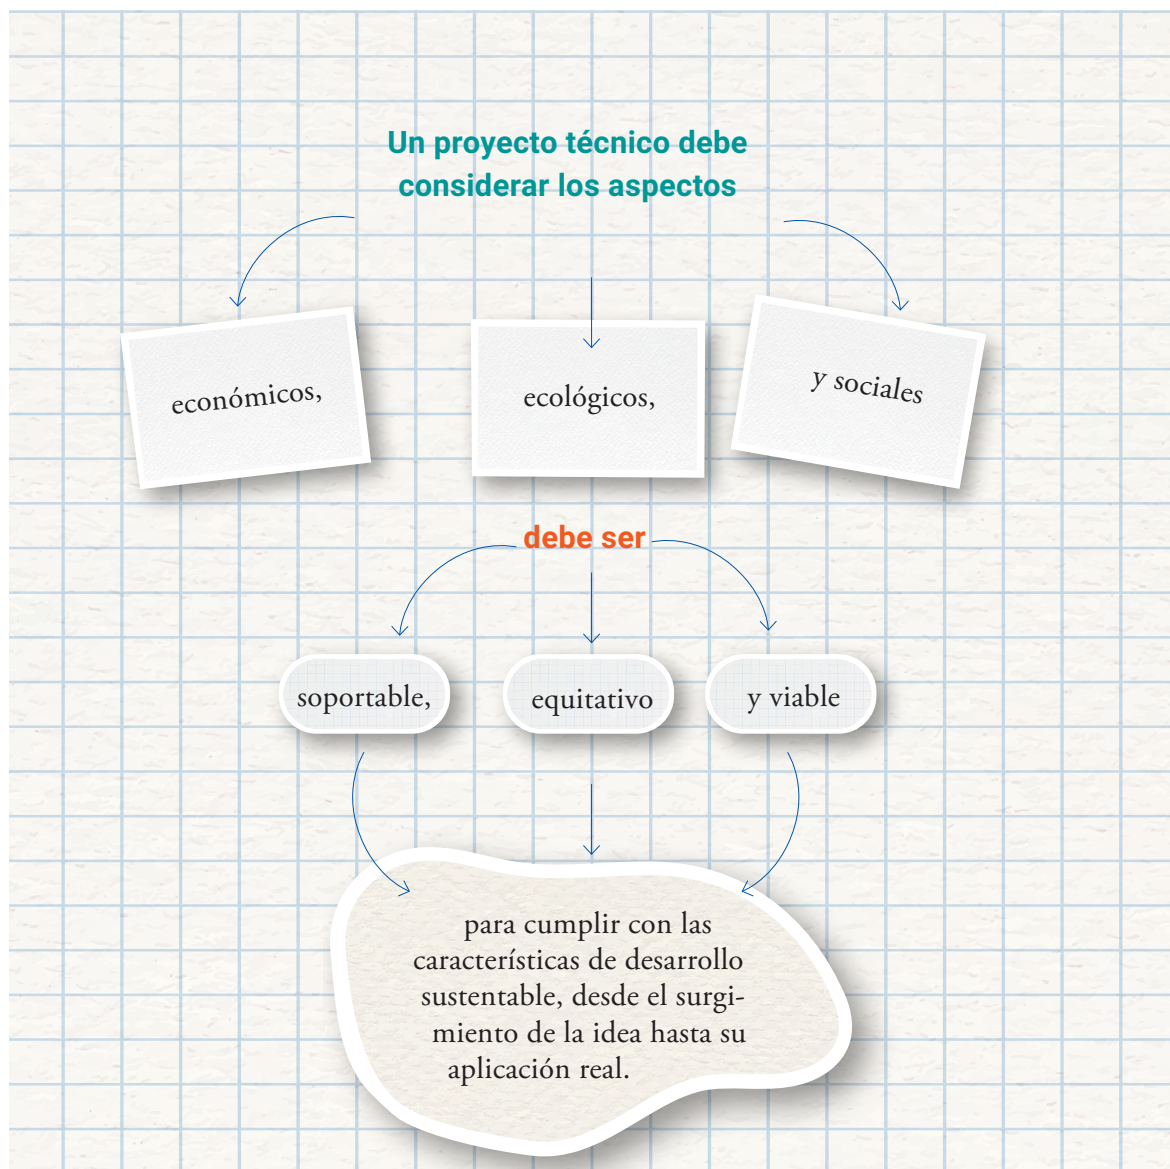 Un proyecto técnico debe
considerar los aspectos
económicos,
ecológicos,
y sociales
debe ser
soportable,
equitativo
y viable
para cumplir con las
características de desarrollo
sustentable, desde el surgi-
miento de la idea hasta su
aplicación real.